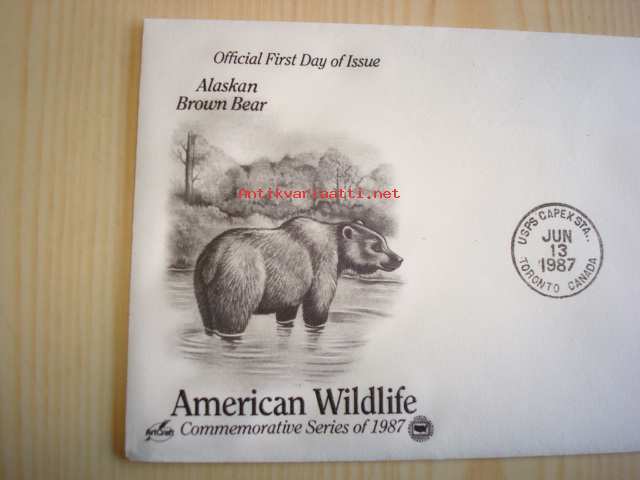 Official First Day of Issue
Alaskan
Brown Bear
Antikvariaatti.net
USPS CAPEX STA.
JUN
13
1987
TORONTO CANADA
American Wildlife
ArtCraft
Commemorative Series of 1987